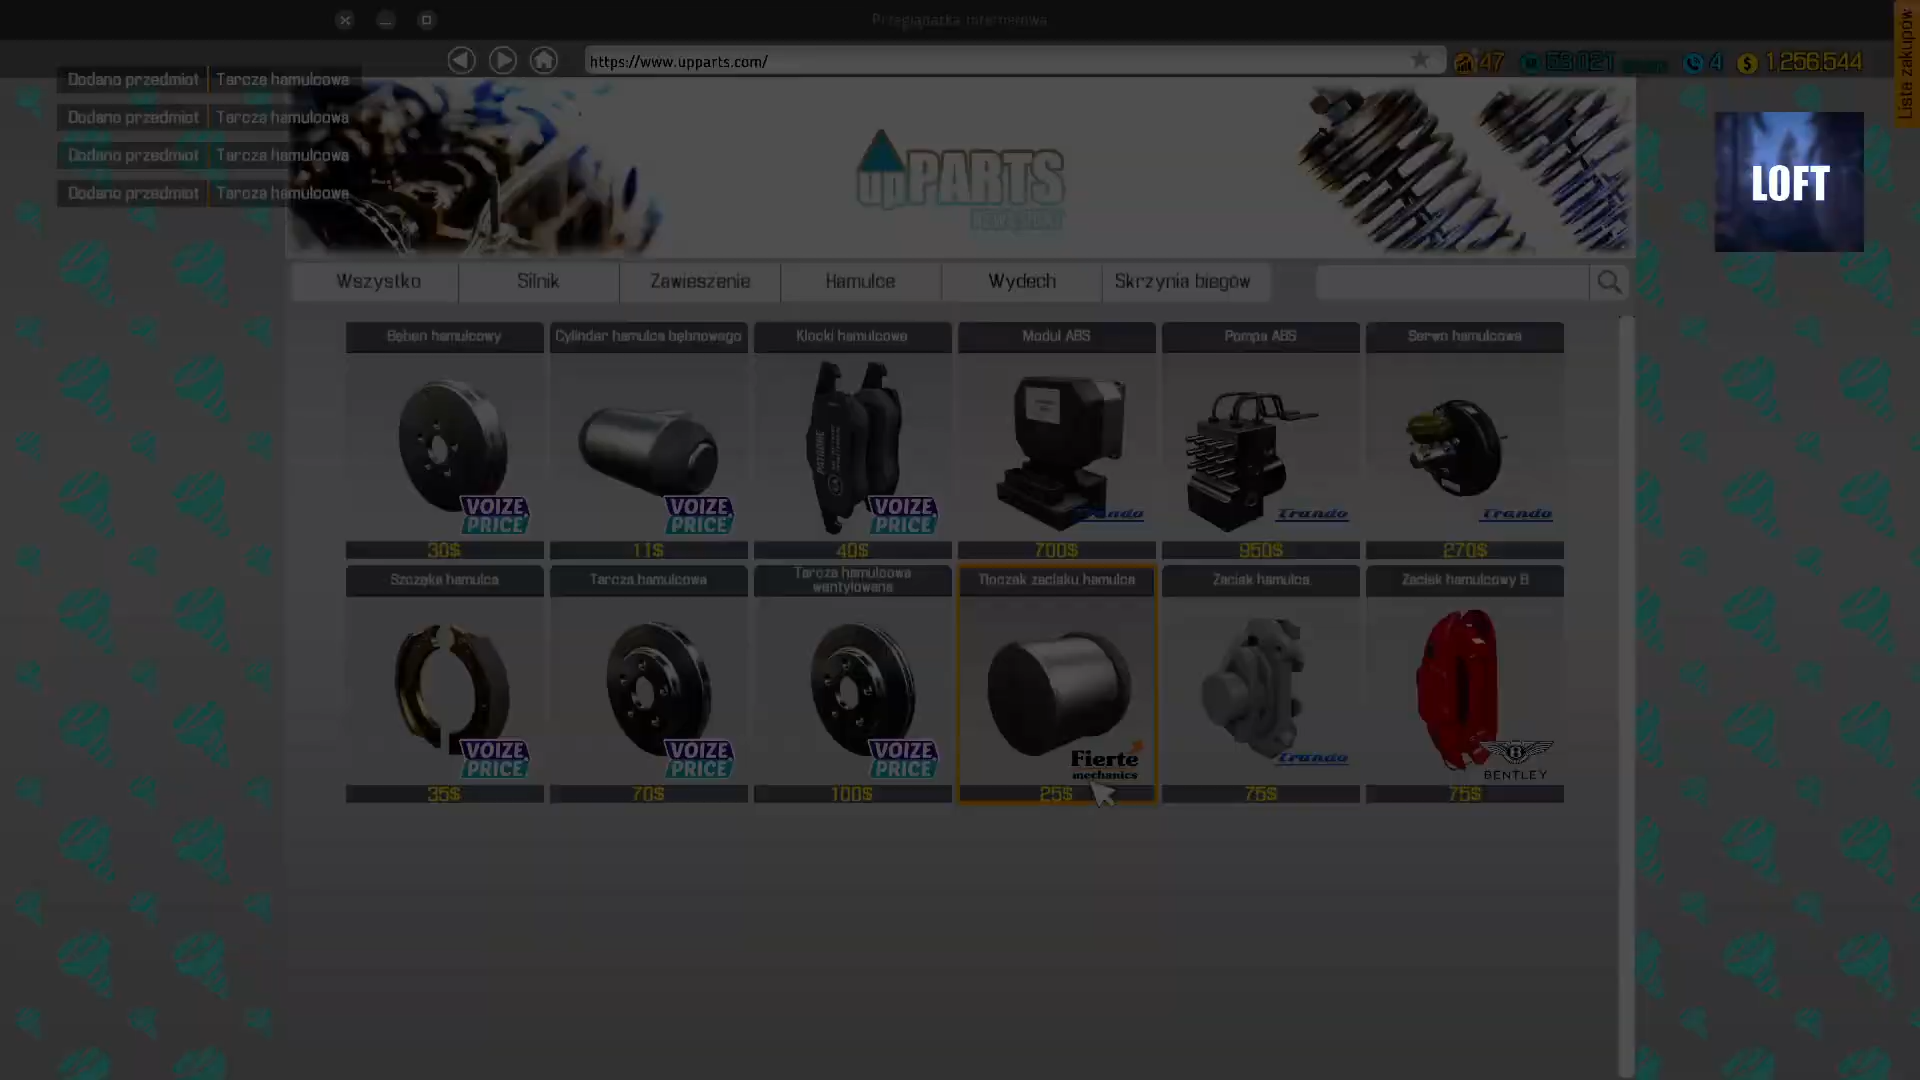 Przeglądarka internetowa
https://www.upparts.com/
47
4
1,256,544
Lista zakupów
Dodano przedmiot Tarcza hamulcowa
Dodano przedmiot Tarcza hamulcowa
Dodano przedmiot Tarcza hamulcowa
Dodano przedmiot Tarcza hamulcowa
upPARTS
LOFT
Wszystko Silnik Zawieszenie Hamulce Wydech Skrzynia biegów
Bęben hamulcowy Cylinder hamulca bębnowego Klocki hamulcowe Moduł ABS Pompa ABS Serwo hamulcowe
VOIZE PRICE VOIZE PRICE VOIZE PRICE Trando Trando Trando
30$ 11$ 40$ 700$ 950$ 270$
Szczęka hamulca Tarcza hamulcowa Tarcza hamulcowa wentylowana Tłoczek zacisku hamulca Zacisk hamulca Zacisk hamulcowy B
VOIZE PRICE VOIZE PRICE VOIZE PRICE Fierte mechanics Trando BENTLEY
35$ 70$ 100$ 25$ 75$ 75$